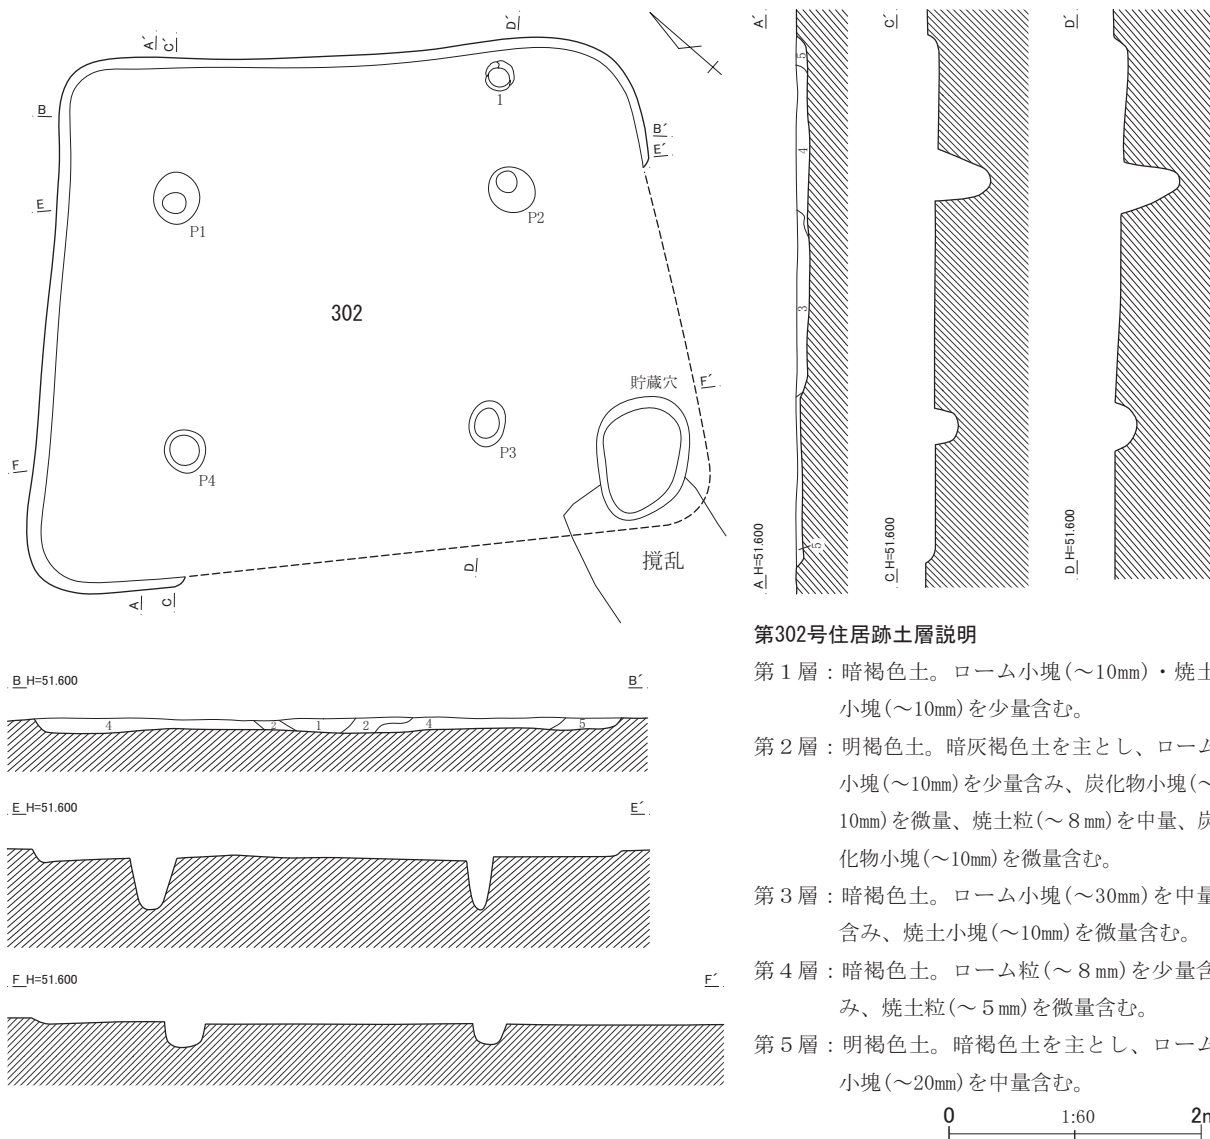 A´
C´
D´
B
B´
E´
1
E
P1
P2
302
貯蔵穴
F´
F
P4
P3
撹乱
D
A
C
A´
C´
D´
5
4
3
5
A H=51.600
C H=51.600
D H=51.600
B H=51.600
B´
4
2
1
2
4
5
E H=51.600
E´
F H=51.600
F´
第302号住居跡土層説明
第１層：暗褐色土。ローム小塊(～10mm)・焼土
小塊(～10mm)を少量含む。
第２層：明褐色土。暗灰褐色土を主とし、ローム
小塊(～10mm)を少量含み、炭化物小塊(～
10mm)を微量、焼土粒(～８mm)を中量、炭
化物小塊(～10mm)を微量含む。
第３層：暗褐色土。ローム小塊(～30mm)を中量
含み、焼土小塊(～10mm)を微量含む。
第４層：暗褐色土。ローム粒(～８mm)を少量含
み、焼土粒(～５mm)を微量含む。
第５層：明褐色土。暗褐色土を主とし、ローム
小塊(～20mm)を中量含む。
0 1:60 2m